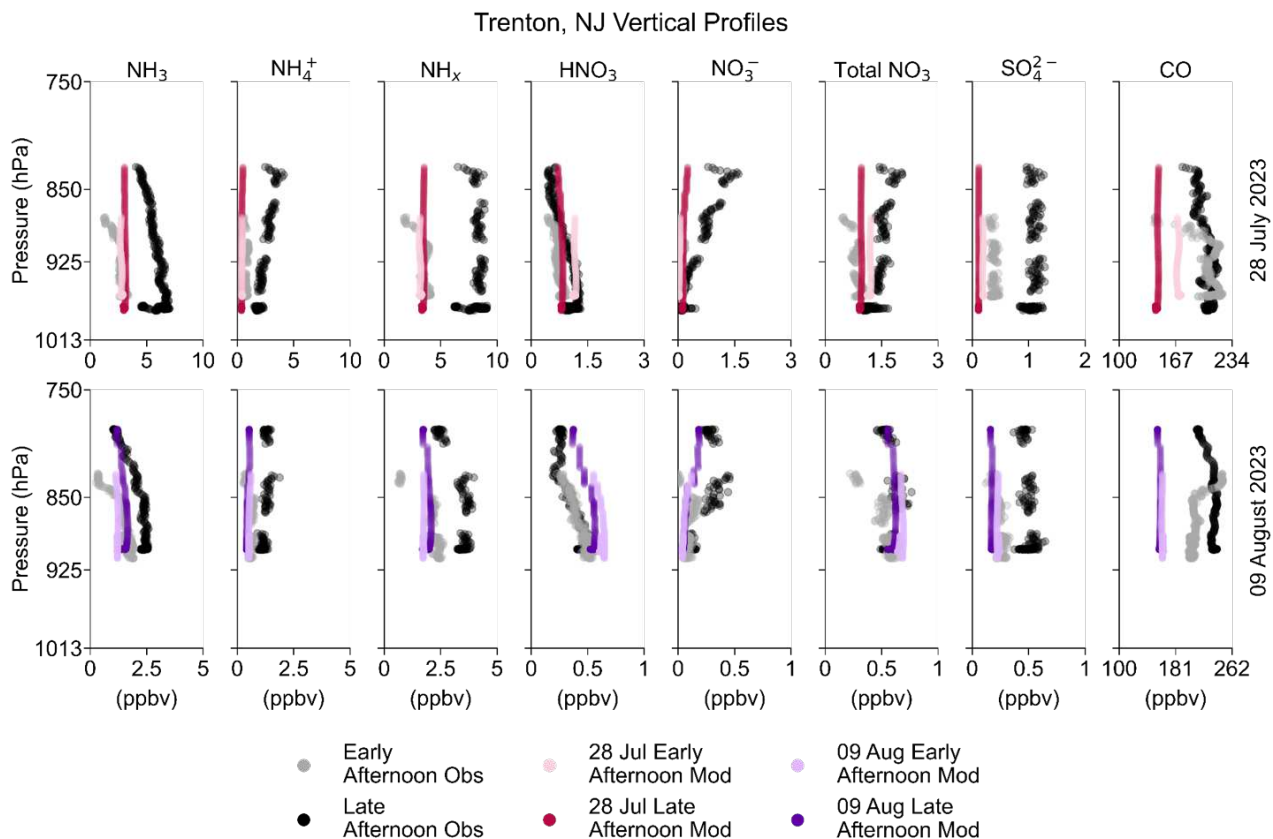 Trenton, NJ Vertical Profiles
NH₃ NH₄⁺ NHₓ HNO₃ NO₃⁻ Total NO₃ SO₄²⁻ CO
750
850
925
1013
Pressure (hPa)
28 July 2023
0 5 10 0 5 10 0 5 10 0 1.5 3 0 1.5 3 0 1.5 3 0 1 2 100 167 234
750
850
925
1013
Pressure (hPa)
09 August 2023
0 2.5 5 0 2.5 5 0 2.5 5 0 0.5 1 0 0.5 1 0 0.5 1 0 0.5 1 100 181 262
(ppbv) (ppbv) (ppbv) (ppbv) (ppbv) (ppbv) (ppbv) (ppbv)
Early
Afternoon Obs
28 Jul Early
Afternoon Mod
09 Aug Early
Afternoon Mod
Late
Afternoon Obs
28 Jul Late
Afternoon Mod
09 Aug Late
Afternoon Mod